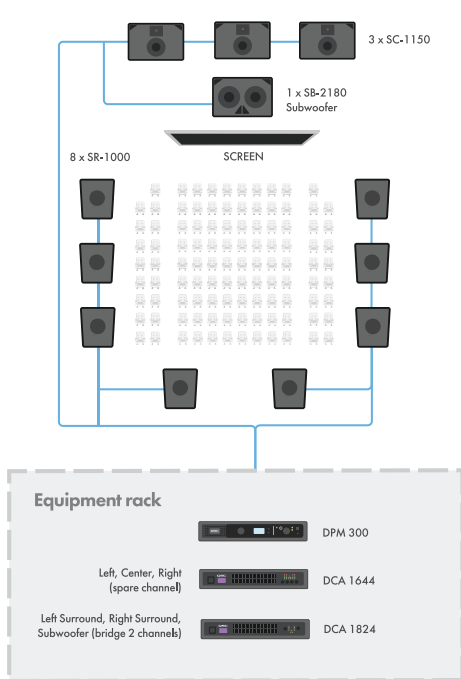 3 x SC-1150
1 x SB-2180
Subwoofer
8 x SR-1000
SCREEN
Equipment rack
DPM 300
Left, Center, Right
(spare channel)
DCA 1644
Left Surround, Right Surround,
Subwoofer (bridge 2 channels)
DCA 1824